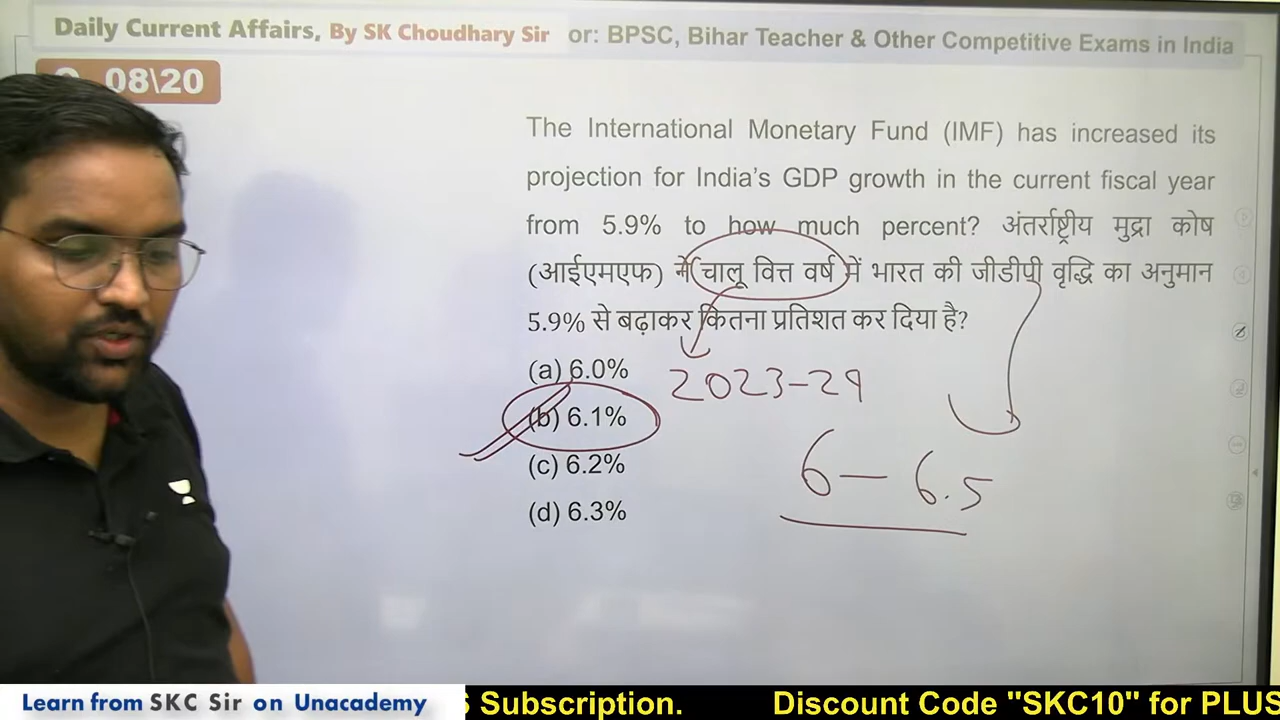 Daily Current Affairs, By SK Choudhary Sir or: BPSC, Bihar Teacher & Other Competitive Exams in India
08\20
The International Monetary Fund (IMF) has increased its
projection for India's GDP growth in the current fiscal year
from 5.9% to how much percent? अंतर्राष्ट्रीय मुद्रा कोष
(आईएमएफ) ने चालू वित्त वर्ष में भारत की जीडीपी वृद्धि का अनुमान
5.9% से बढ़ाकर कितना प्रतिशत कर दिया है?
(a) 6.0%
2023-24
(b) 6.1%
(c) 6.2%
6 – 6.5
(d) 6.3%
Learn from SKC Sir on Unacademy
Subscription. Discount Code "SKC10" for PLUS